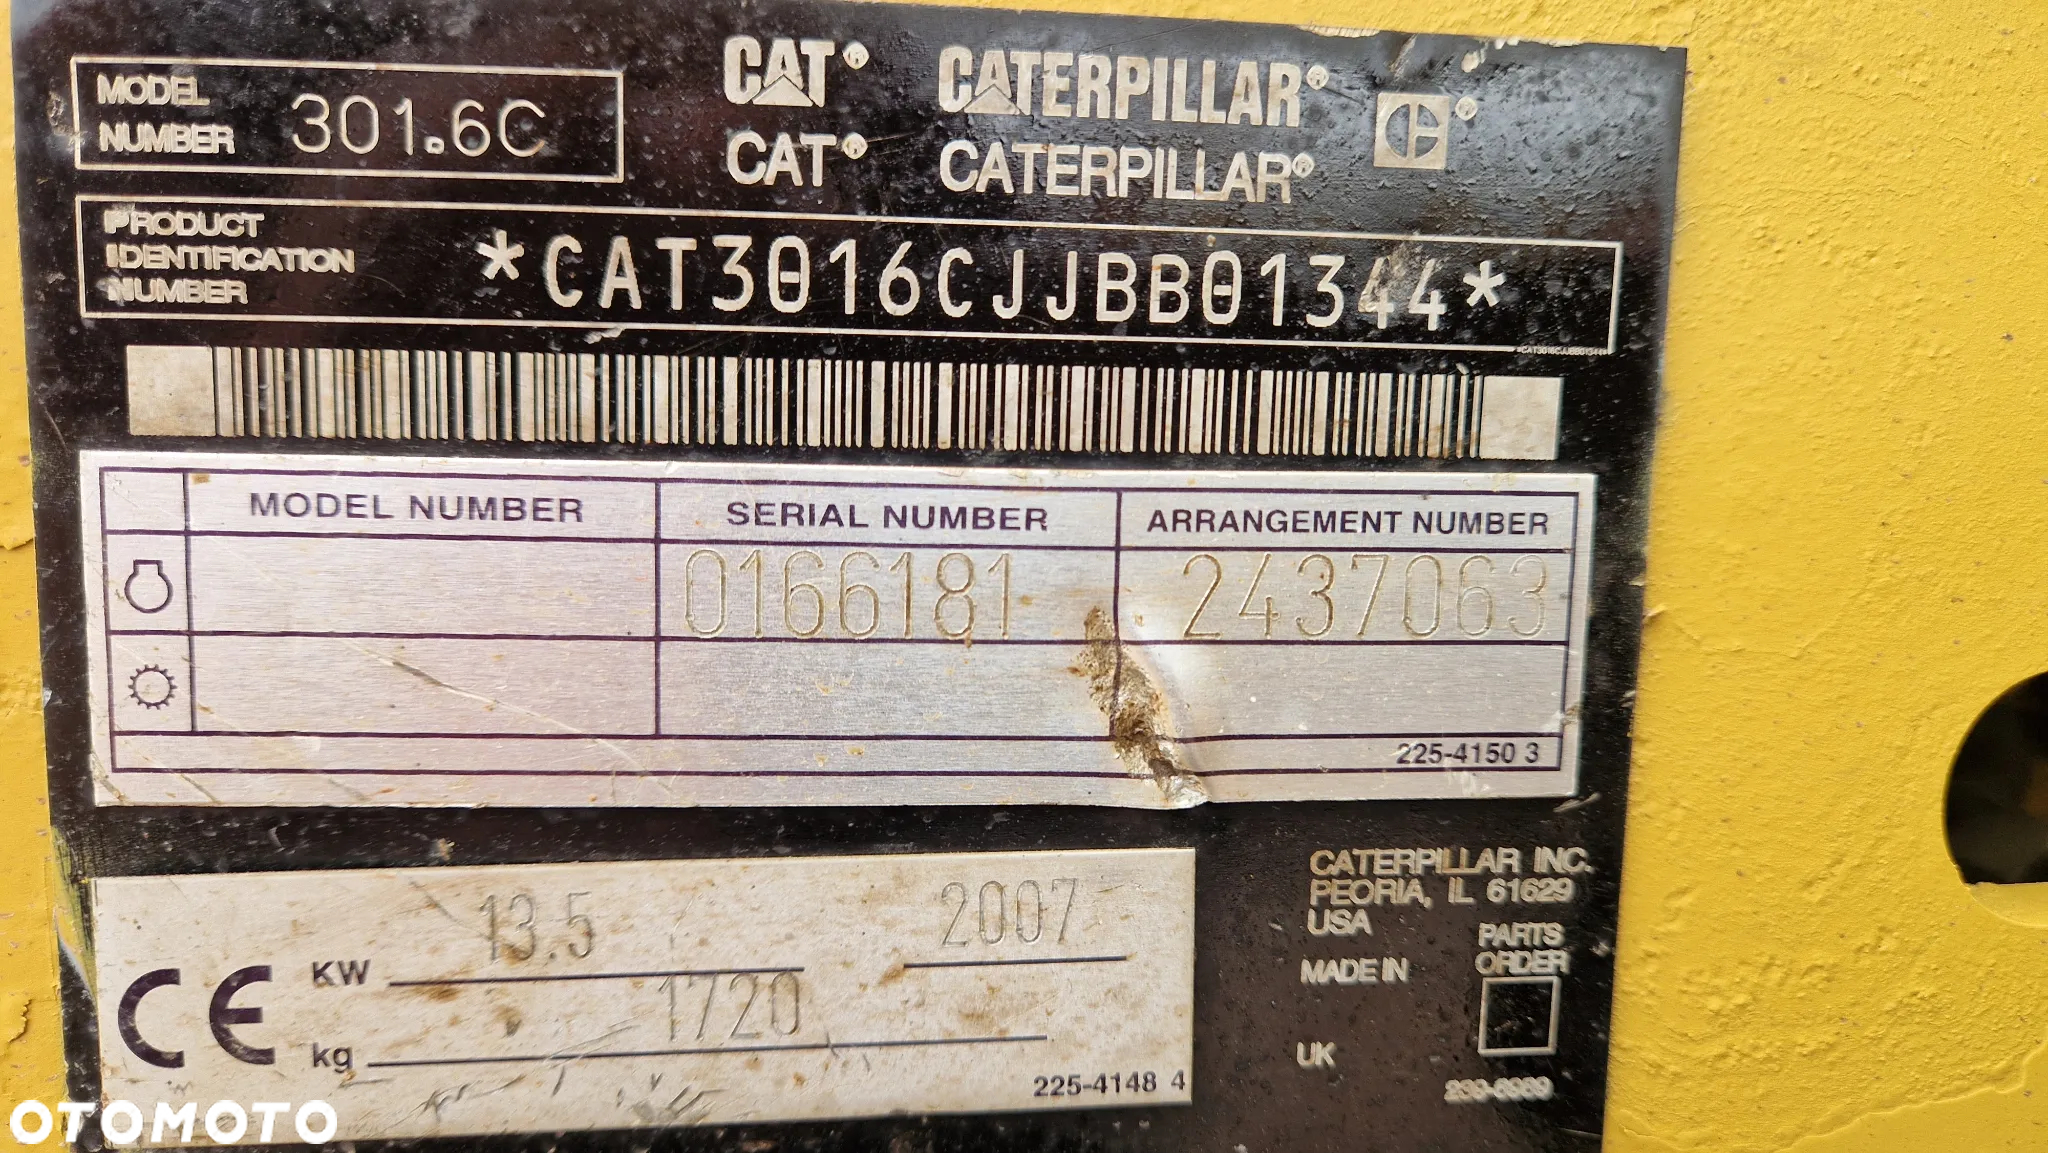 MODEL
NUMBER 301.6C
CAT® CATERPILLAR®
CAT® CATERPILLAR®
PRODUCT
IDENTIFICATION
NUMBER
*CAT3016CJJBB01344*
*CAT3016CJJBB01344*
MODEL NUMBER SERIAL NUMBER ARRANGEMENT NUMBER
0166181 2437063
225-4150 3
CE
KW 13.5 2007
kg 1720
225-4148 4
CATERPILLAR INC.
PEORIA, IL 61629
USA
MADE IN
UK
PARTS
ORDER
OTOMOTO